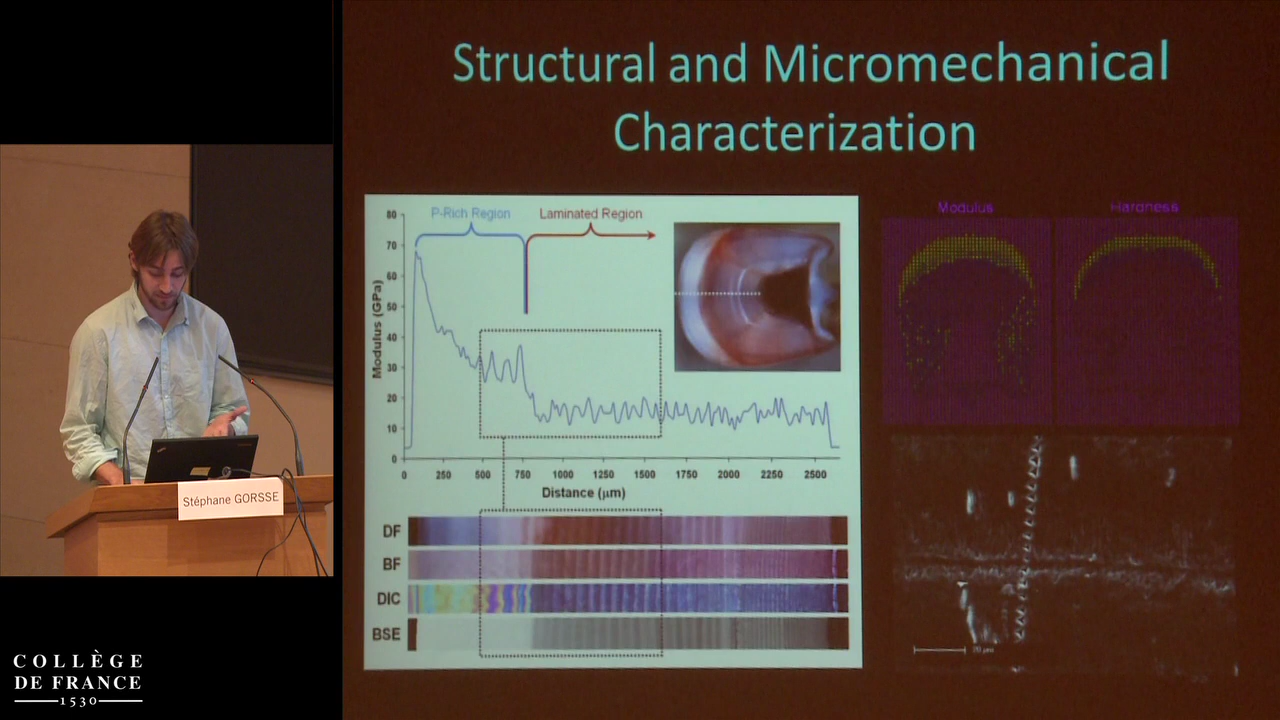 Structural and Micromechanical
Characterization
P-Rich Region
Laminated Region
80
70
60
50
40
30
20
10
0
Modulus (GPa)
0 250 500 750 1000 1250 1500 1750 2000 2250 2500
Distance (μm)
DF
BF
DIC
BSE
Modulus
Hardness
Stéphane GORSSE
COLLÈGE
DE FRANCE
1530